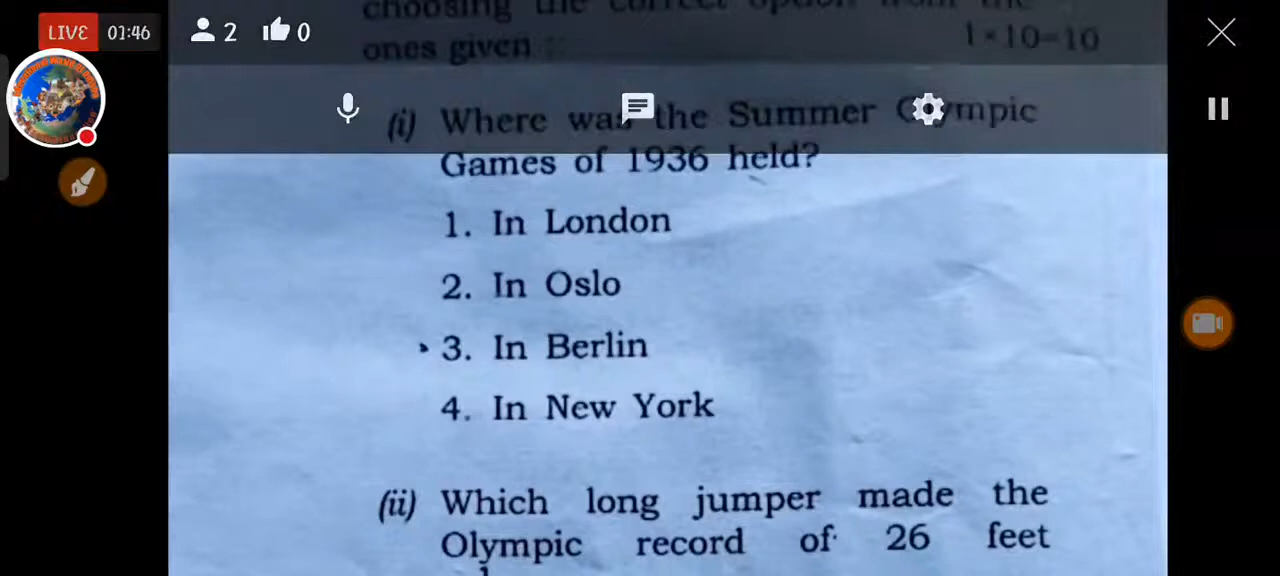 LIVE 01:46 2 0
choosing the correct option from the
ones given : 1×10=10
(i) Where was the Summer Olympic
Games of 1936 held?
1. In London
2. In Oslo
3. In Berlin
4. In New York
(ii) Which long jumper made the
Olympic record of 26 feet